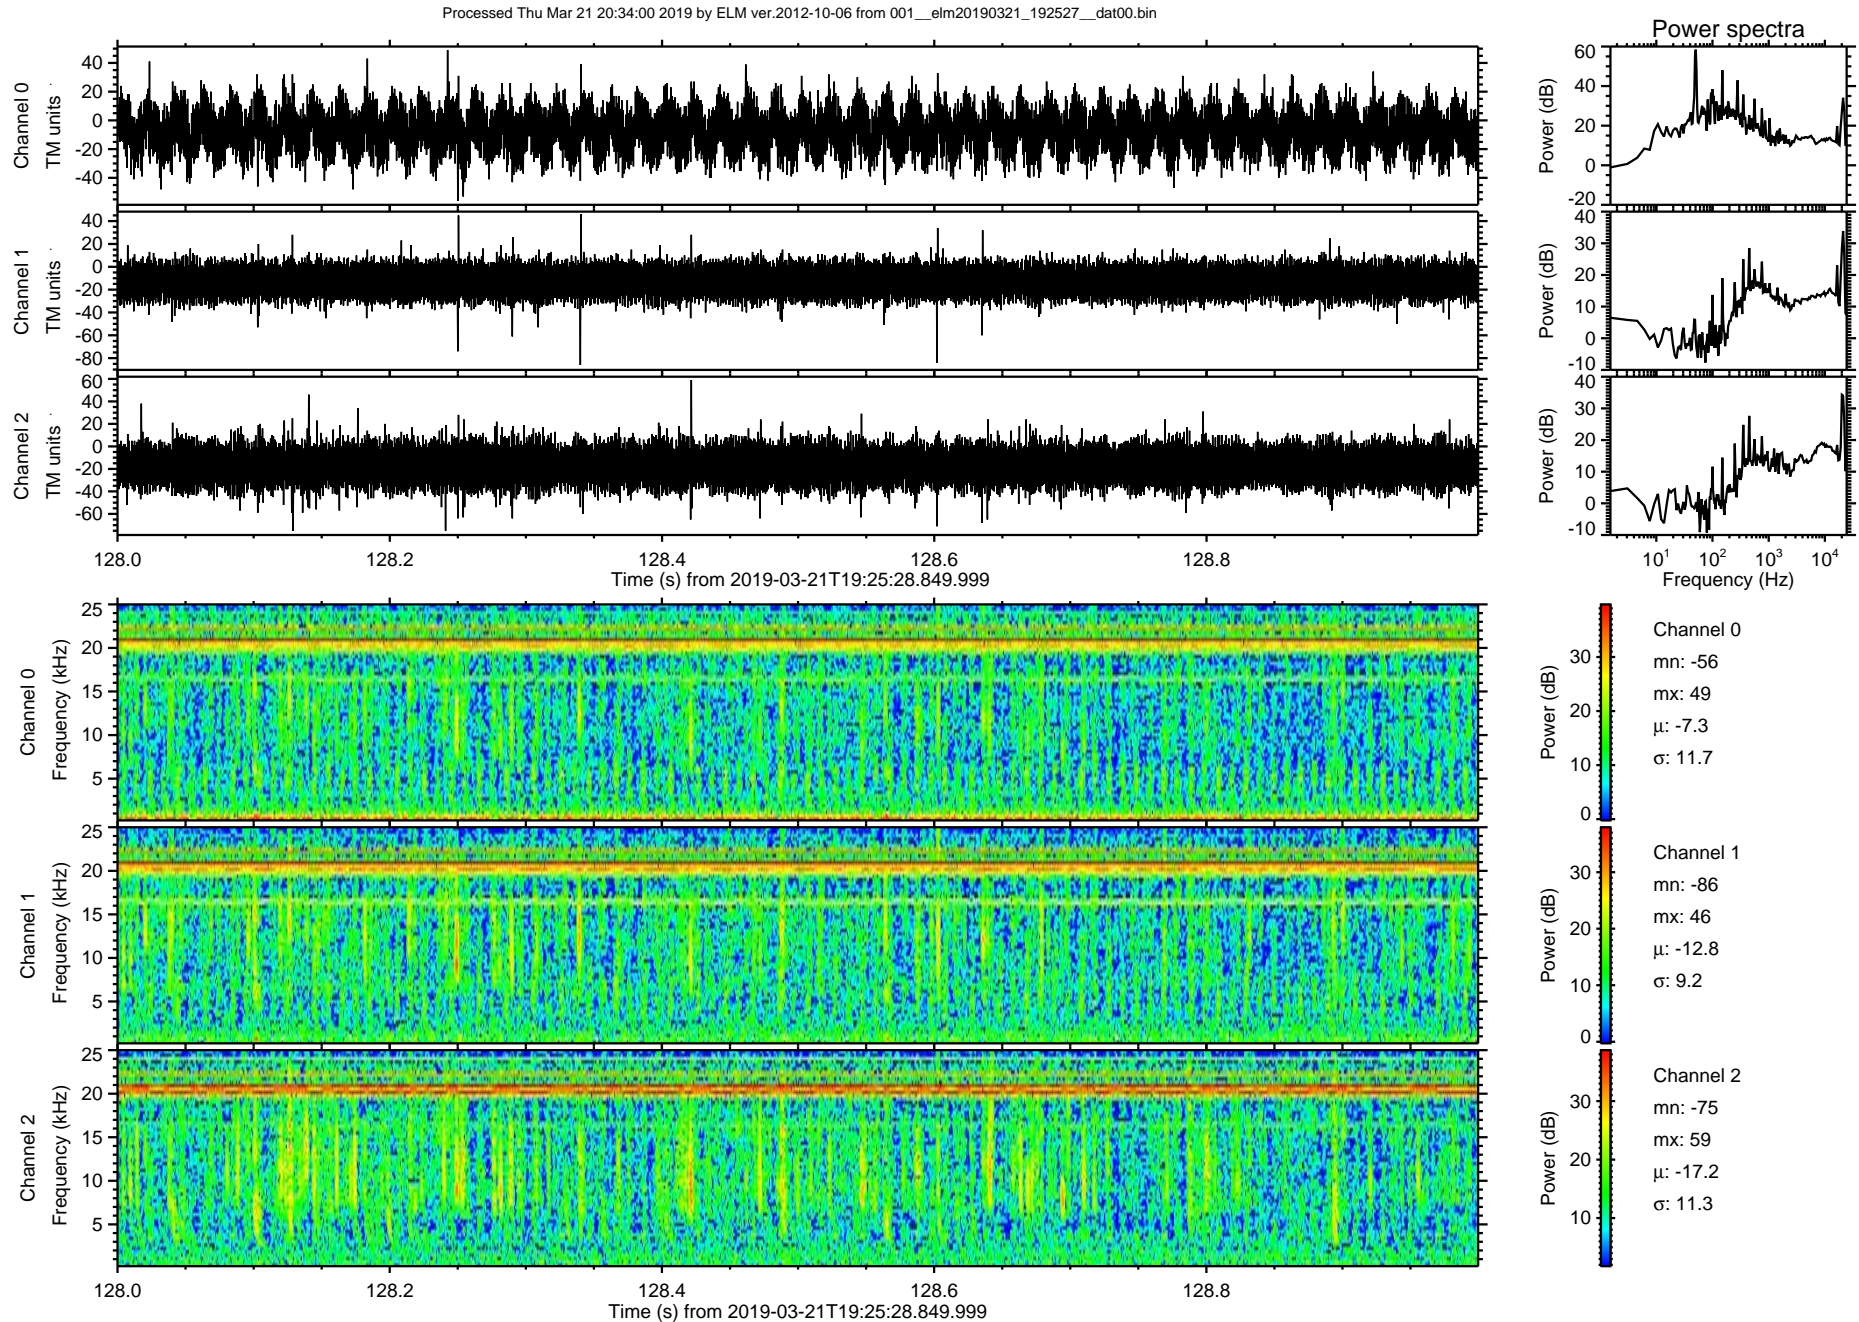 Processed Thu Mar 21 20:34:00 2019 by ELM ver.2012-10-06 from 001__elm20190321_192527__dat00.bin
Power spectra
Channel 0
TM units
40
20
0
-20
-40
Power (dB)
60
40
20
0
-20
Channel 1
TM units
40
20
0
-20
-40
-60
-80
Power (dB)
40
30
20
10
0
-10
Channel 2
TM units
60
40
20
0
-20
-40
-60
Power (dB)
40
30
20
10
0
-10
128.0 128.2 128.4 128.6 128.8
Time (s) from 2019-03-21T19:25:28.849.999
10^1 10^2 10^3 10^4
Frequency (Hz)
Channel 0
Frequency (kHz)
25
20
15
10
5
Power (dB)
30
20
10
0
Channel 0
mn: -56
mx: 49
μ: -7.3
σ: 11.7
Channel 1
Frequency (kHz)
25
20
15
10
5
Power (dB)
30
20
10
0
Channel 1
mn: -86
mx: 46
μ: -12.8
σ: 9.2
Channel 2
Frequency (kHz)
25
20
15
10
5
Power (dB)
30
20
10
Channel 2
mn: -75
mx: 59
μ: -17.2
σ: 11.3
128.0 128.2 128.4 128.6 128.8
Time (s) from 2019-03-21T19:25:28.849.999